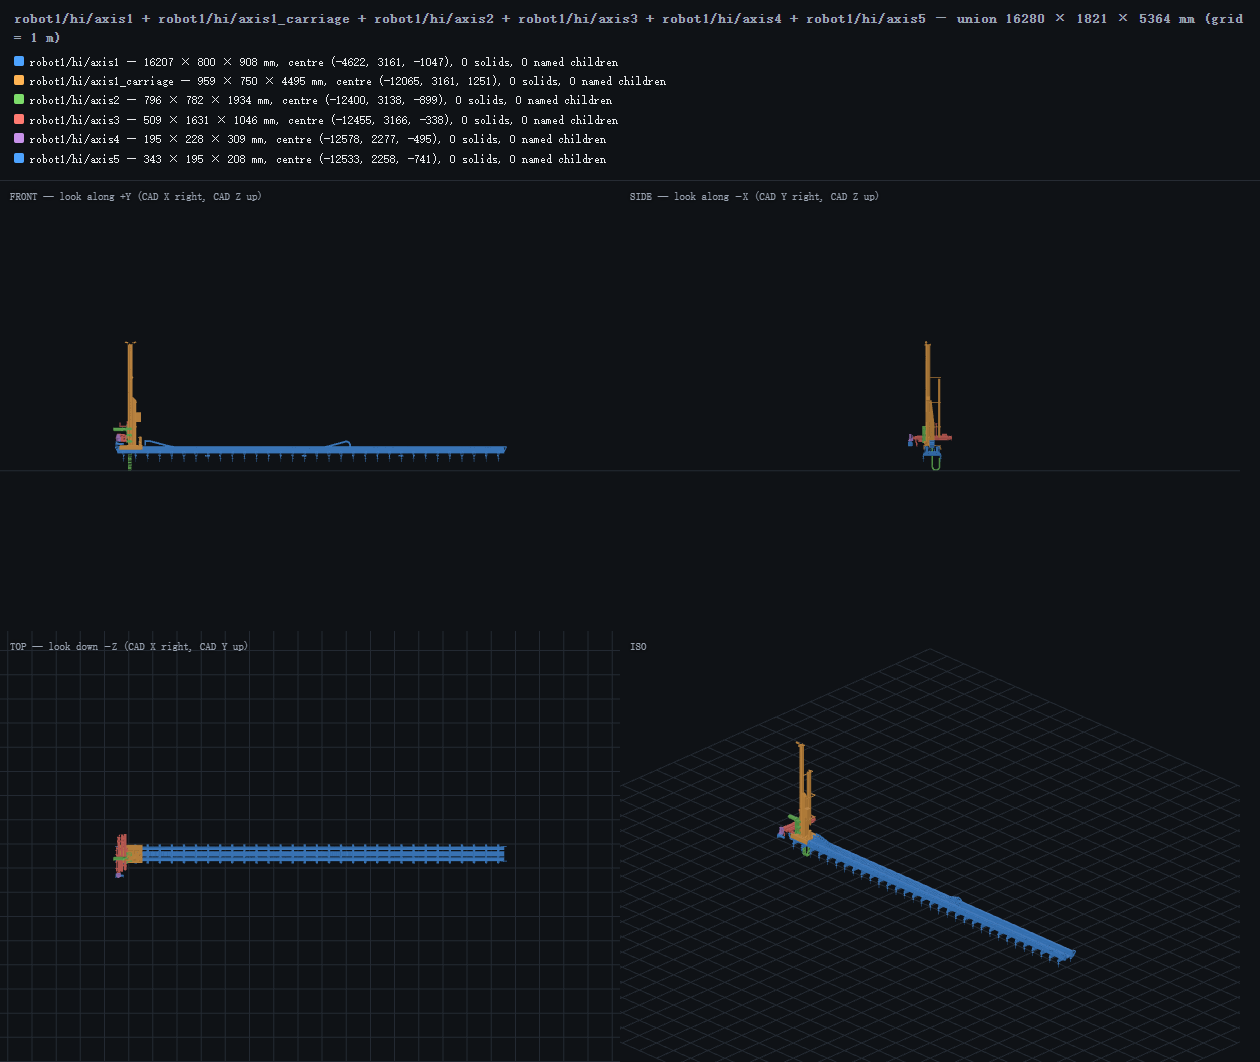 robot1/hi/axis1 + robot1/hi/axis1_carriage + robot1/hi/axis2 + robot1/hi/axis3 + robot1/hi/axis4 + robot1/hi/axis5 — union 16280 × 1821 × 5364 mm (grid
= 1 m)
robot1/hi/axis1 — 16207 × 800 × 908 mm, centre (-4622, 3161, -1047), 0 solids, 0 named children
robot1/hi/axis1_carriage — 959 × 750 × 4495 mm, centre (-12065, 3161, 1251), 0 solids, 0 named children
robot1/hi/axis2 — 796 × 782 × 1934 mm, centre (-12400, 3138, -899), 0 solids, 0 named children
robot1/hi/axis3 — 509 × 1631 × 1046 mm, centre (-12455, 3166, -338), 0 solids, 0 named children
robot1/hi/axis4 — 195 × 228 × 309 mm, centre (-12578, 2277, -495), 0 solids, 0 named children
robot1/hi/axis5 — 343 × 195 × 208 mm, centre (-12533, 2258, -741), 0 solids, 0 named children
FRONT — look along +Y (CAD X right, CAD Z up)
SIDE — look along -X (CAD Y right, CAD Z up)
TOP — look down -Z (CAD X right, CAD Y up)
ISO